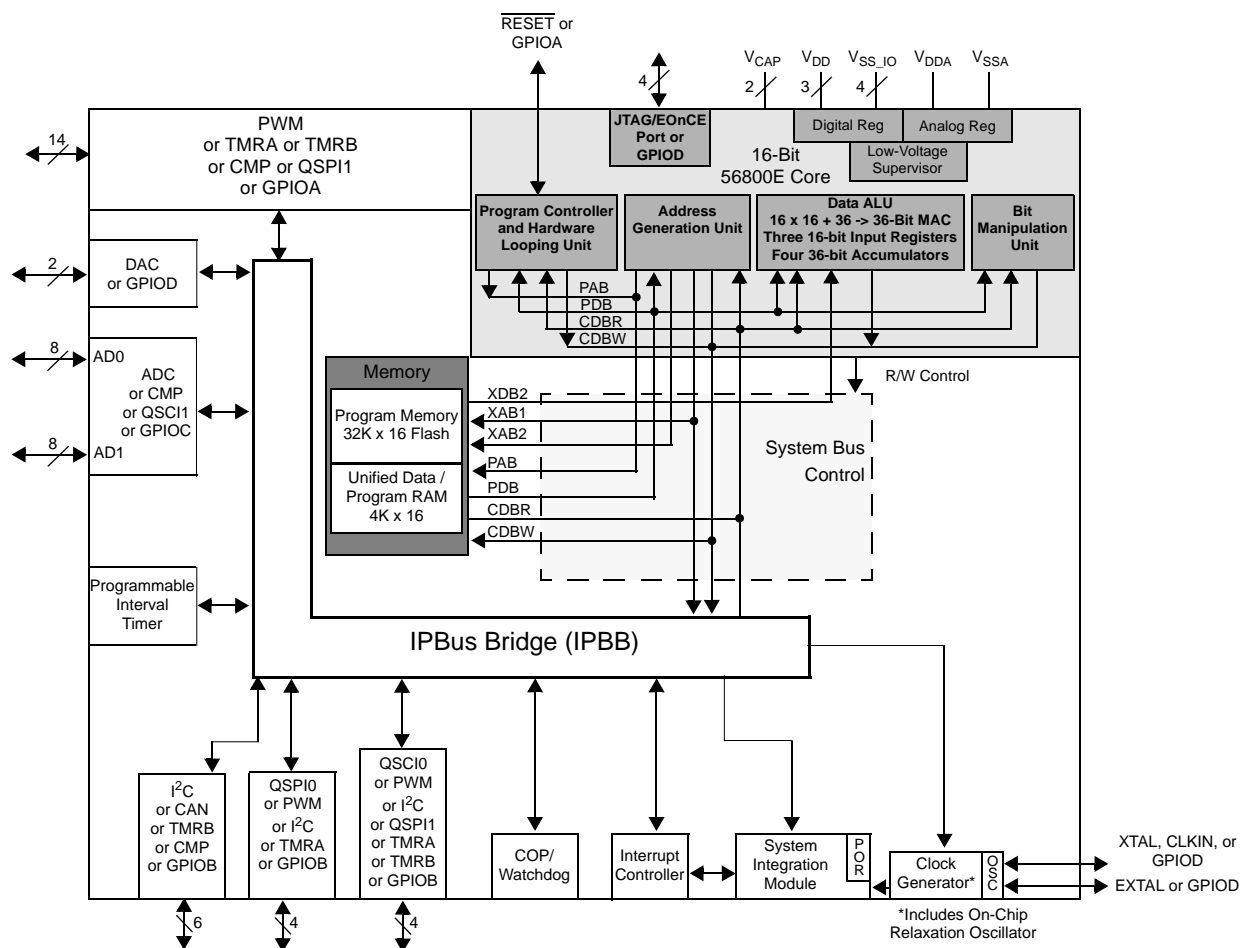 RESET or
GPIOA
4
VCAP
VDD
VSS_IO
VDDA
VSSA
2
3
4
14
PWM
or TMRA or TMRB
or CMP or QSPI1
or GPIOA
JTAG/EOnCE
Port or
GPIOD
16-Bit
56800E Core
Digital Reg
Analog Reg
Low-Voltage
Supervisor
Program Controller
and Hardware
Looping Unit
Address
Generation Unit
Data ALU
16 x 16 + 36 -> 36-Bit MAC
Three 16-bit Input Registers
Four 36-bit Accumulators
Bit
Manipulation
Unit
2
DAC
or GPIOD
PAB
PDB
CDBR
CDBW
8
AD0
ADC
or CMP
or QSCI1
or GPIOC
8
AD1
Memory
Program Memory
32K x 16 Flash
Unified Data /
Program RAM
4K x 16
R/W Control
XDB2
XAB1
XAB2
PAB
PDB
CDBR
CDBW
System Bus
Control
Programmable
Interval
Timer
IPBus Bridge (IPBB)
I2C
or CAN
or TMRB
or CMP
or GPIOB
6
QSPI0
or PWM
or I2C
or TMRA
or GPIOB
4
QSCI0
or PWM
or I2C
or QSPI1
or TMRA
or TMRB
or GPIOB
4
COP/
Watchdog
Interrupt
Controller
System
Integration
Module
POR
Clock
Generator*
OSC
XTAL, CLKIN, or
GPIOD
EXTAL or GPIOD
*Includes On-Chip
Relaxation Oscillator